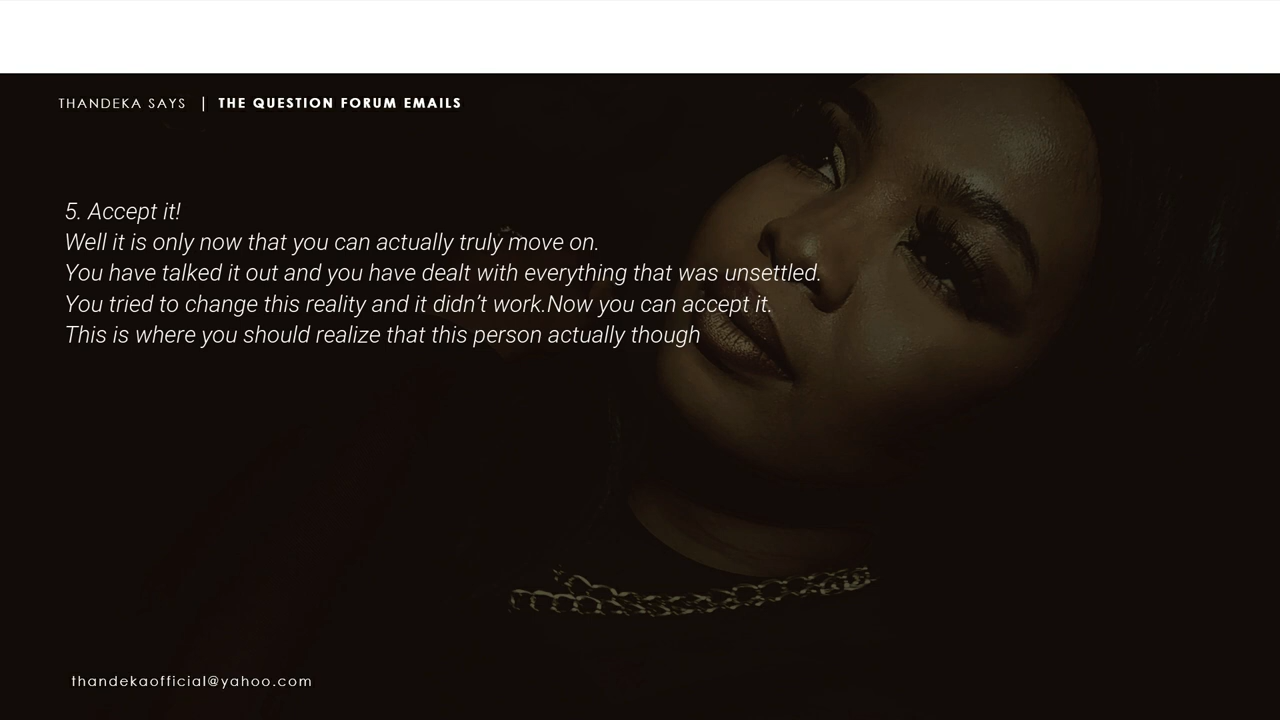 THANDEKA SAYS | THE QUESTION FORUM EMAILS
5. Accept it!
Well it is only now that you can actually truly move on.
You have talked it out and you have dealt with everything that was unsettled.
You tried to change this reality and it didn’t work.Now you can accept it.
This is where you should realize that this person actually though
thandekaofficial@yahoo.com